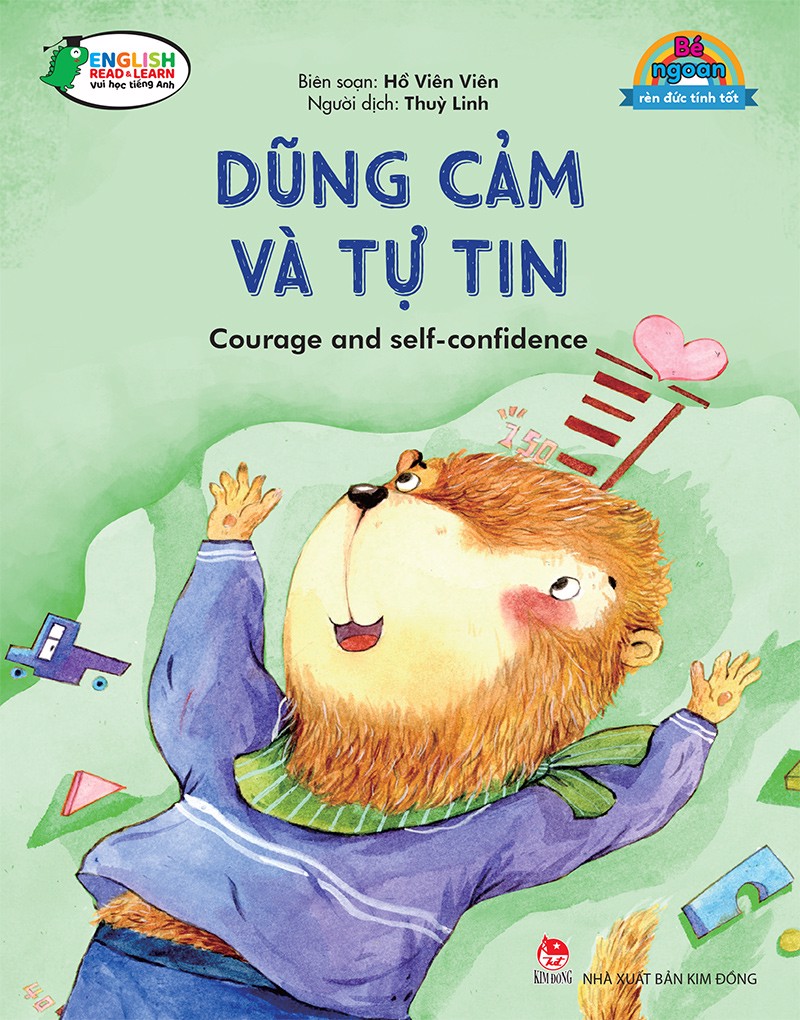 ENGLISH
READ & LEARN
Vui học tiếng Anh
Bé
ngoan
rèn đức tính tốt
Biên soạn: Hồ Viên Viên
Người dịch: Thuỳ Linh
DŨNG CẢM
VÀ TỰ TIN
Courage and self-confidence
150
40
KIM ĐỒNG
NHÀ XUẤT BẢN KIM ĐỒNG